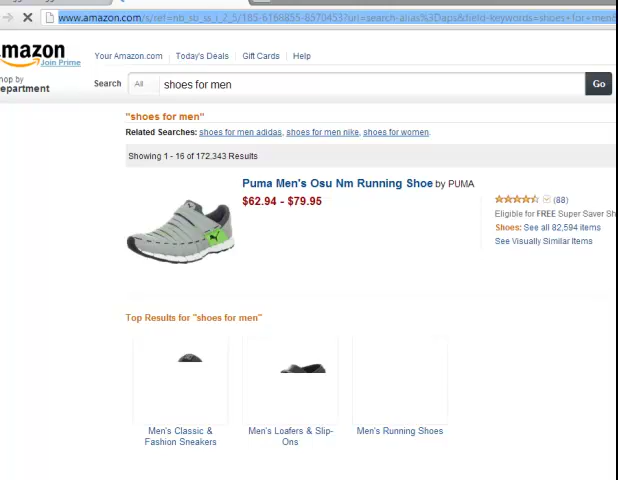 www.amazon.com/s/ref=nb_sb_ss_i_2_5/185-6168855-8570453?url=search-alias%3Daps&field-keywords=shoes+for+men&
mazon
Join Prime
Your Amazon.com Today's Deals Gift Cards Help
hop by
epartment
Search All shoes for men Go
"shoes for men"
Related Searches: shoes for men adidas, shoes for men nike, shoes for women.
Showing 1 - 16 of 172,343 Results
Puma Men's Osu Nm Running Shoe by PUMA
$62.94 - $79.95
(88)
Eligible for FREE Super Saver Sh
Shoes: See all 82,594 items
See Visually Similar Items
Top Results for "shoes for men"
Men's Classic &
Fashion Sneakers
Men's Loafers & Slip-
Ons
Men's Running Shoes